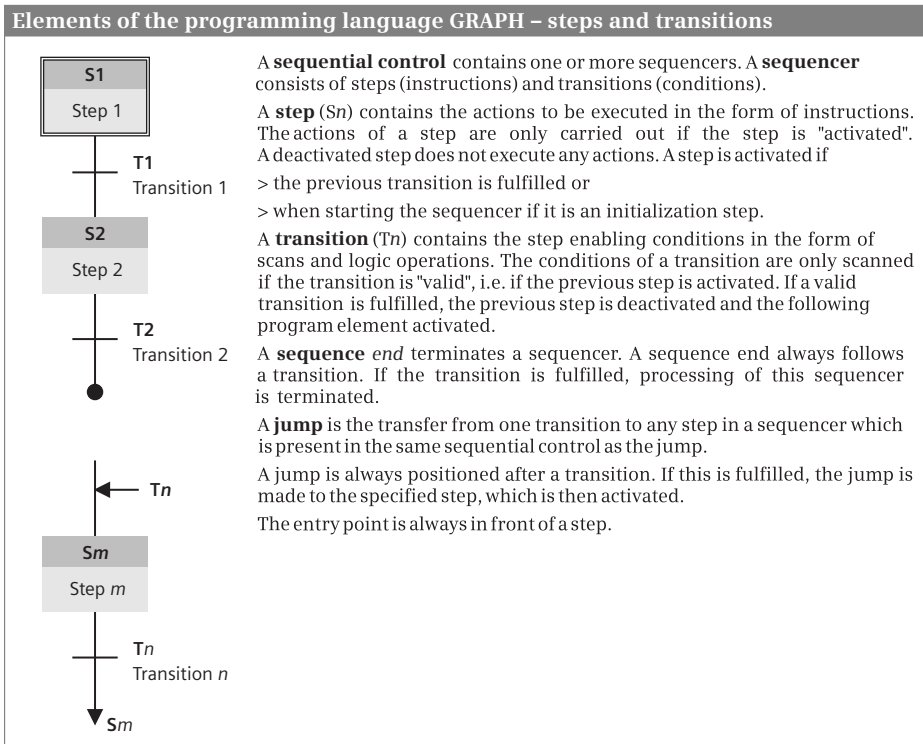 Elements of the programming language GRAPH – steps and transitions
S1
Step 1
T1
Transition 1
S2
Step 2
T2
Transition 2
Tn
Sm
Step m
Tn
Transition n
Sm
A sequential control contains one or more sequencers. A sequencer
consists of steps (instructions) and transitions (conditions).
A step (Sn) contains the actions to be executed in the form of instructions.
The actions of a step are only carried out if the step is "activated".
A deactivated step does not execute any actions. A step is activated if
> the previous transition is fulfilled or
> when starting the sequencer if it is an initialization step.
A transition (Tn) contains the step enabling conditions in the form of
scans and logic operations. The conditions of a transition are only scanned
if the transition is "valid", i.e. if the previous step is activated. If a valid
transition is fulfilled, the previous step is deactivated and the following
program element activated.
A sequence end terminates a sequencer. A sequence end always follows
a transition. If the transition is fulfilled, processing of this sequencer
is terminated.
A jump is the transfer from one transition to any step in a sequencer which
is present in the same sequential control as the jump.
A jump is always positioned after a transition. If this is fulfilled, the jump is
made to the specified step, which is then activated.
The entry point is always in front of a step.